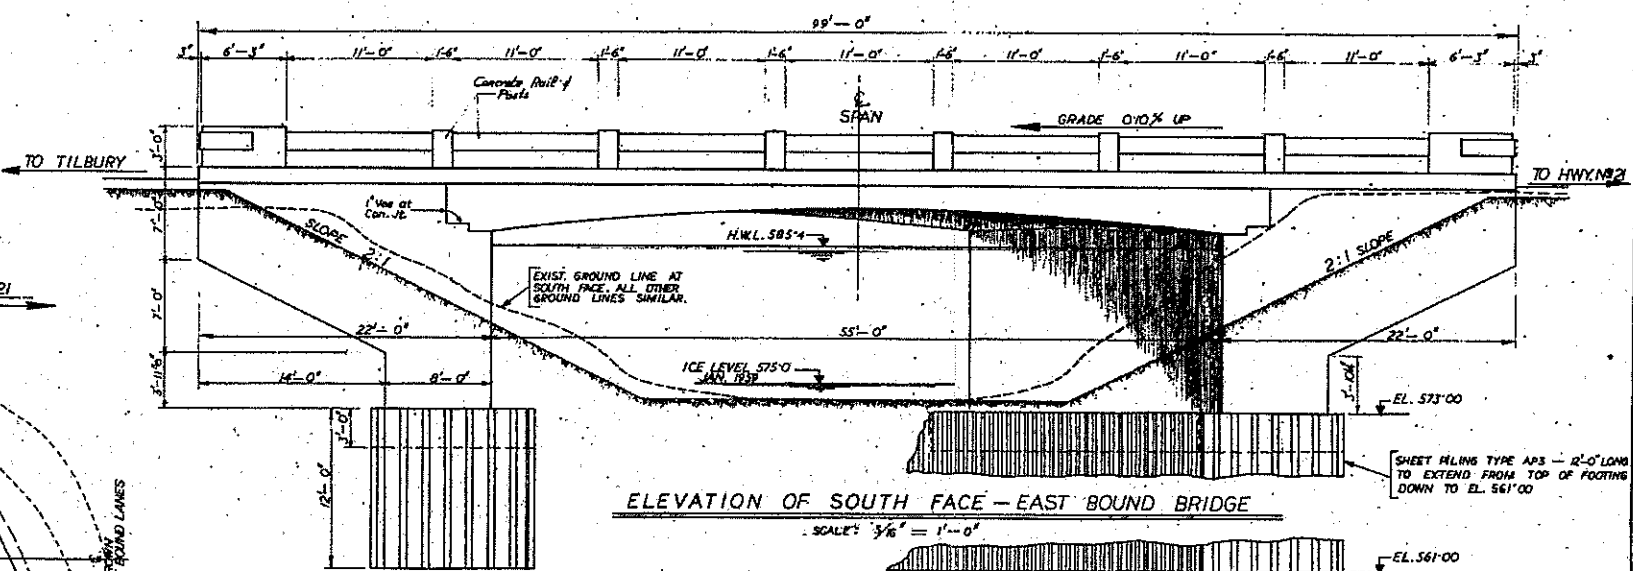 99'—0"
3" 6'—3" 11'—0" 1'-6" 11'—0" 1'-6" 11'—0" 1'-6" 11'—0" 1'-6" 11'—0" 1'-6" 11'—0" 1'-6" 11'—0" 6'—3" 3"
Concrete Rail &
Posts
℄
SPAN
GRADE 0·10% UP
3'—0"
TO TILBURY
TO HWY. Nº 21
1" Vee at
Con. Jt.
7'—0"
SLOPE
2:1
H.W.L. 585·4
2:1 SLOPE
EXIST. GROUND LINE AT
SOUTH FACE. ALL OTHER
GROUND LINES SIMILAR.
21
7'—0"
22'—0"
55'—0"
22'—0"
ICE LEVEL 575·0
JAN. 1959
14'—0"
8'—0"
EL. 573·00
3'—0"
12'—0"
SHEET PILING TYPE AP3 — 12'-0" LONG
TO EXTEND FROM TOP OF FOOTING
DOWN TO EL. 561·00
ELEVATION OF SOUTH FACE — EAST BOUND BRIDGE
SCALE: 3/16" = 1'—0"
BOUND LANES
EL. 561·00